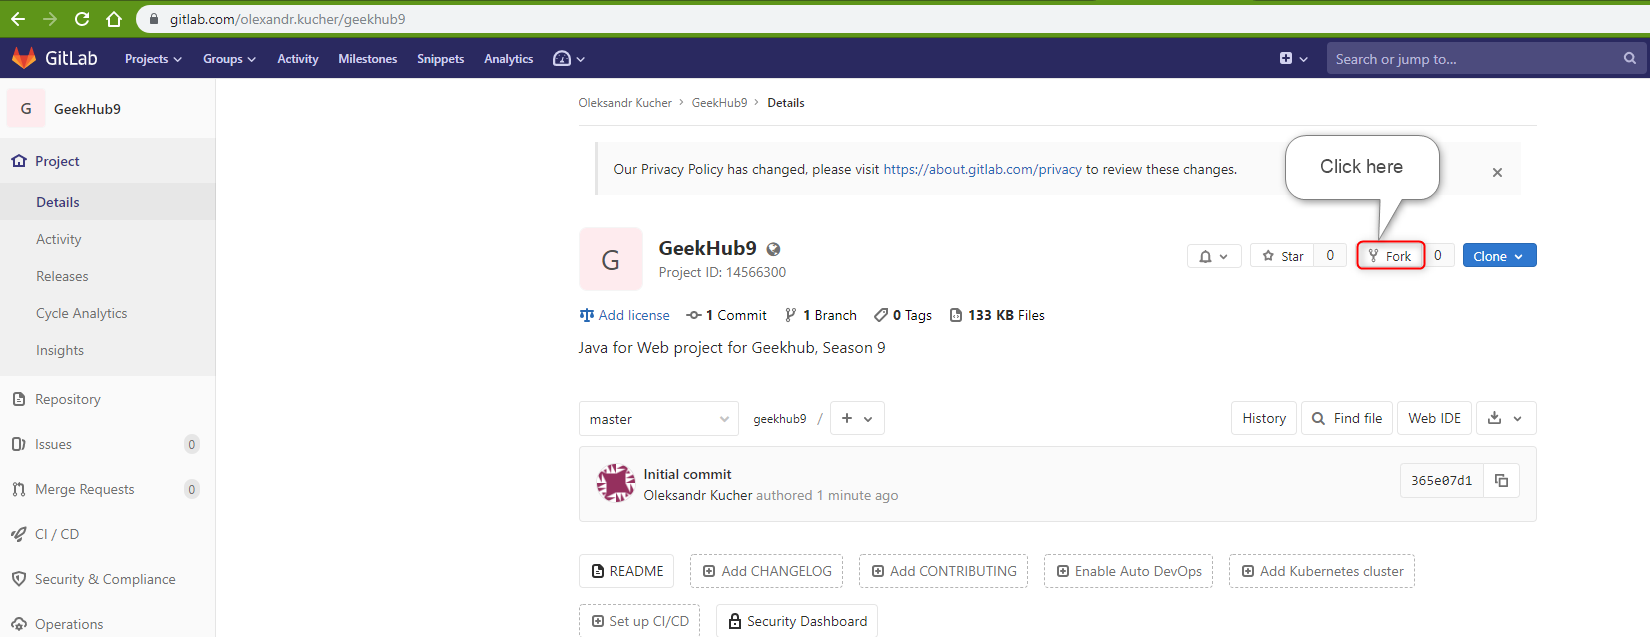 gitlab.com/olexandr.kucher/geekhub9
GitLab Projects Groups Activity Milestones Snippets Analytics Search or jump to...
G GeekHub9
Project
Details
Activity
Releases
Cycle Analytics
Insights
Repository
Issues 0
Merge Requests 0
CI / CD
Security & Compliance
Operations
Oleksandr Kucher > GeekHub9 > Details
Our Privacy Policy has changed, please visit https://about.gitlab.com/privacy to review these changes.
Click here
G
GeekHub9
Project ID: 14566300
Star 0 Fork 0 Clone
Add license 1 Commit 1 Branch 0 Tags 133 KB Files
Java for Web project for Geekhub, Season 9
master geekhub9 / + History Find file Web IDE
Initial commit
Oleksandr Kucher authored 1 minute ago
365e07d1
README Add CHANGELOG Add CONTRIBUTING Enable Auto DevOps Add Kubernetes cluster
Set up CI/CD Security Dashboard